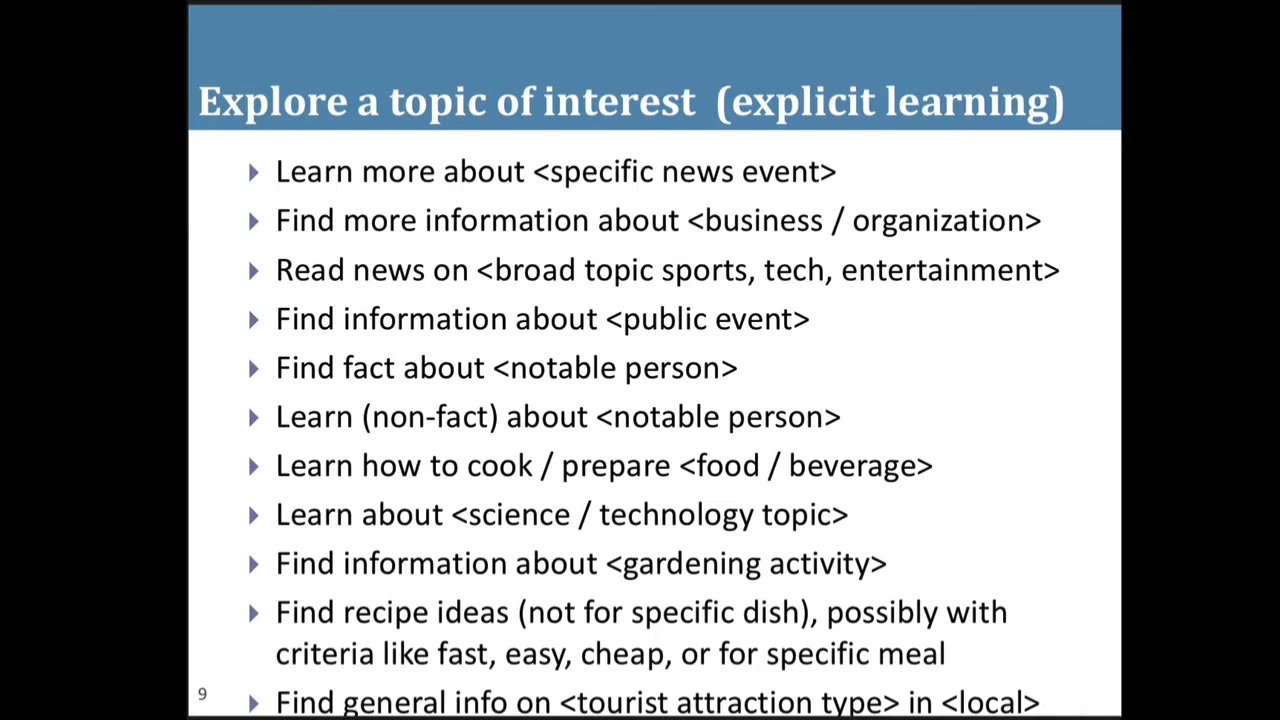 Explore a topic of interest (explicit learning)
Learn more about <specific news event>
Find more information about <business / organization>
Read news on <broad topic sports, tech, entertainment>
Find information about <public event>
Find fact about <notable person>
Learn (non-fact) about <notable person>
Learn how to cook / prepare <food / beverage>
Learn about <science / technology topic>
Find information about <gardening activity>
Find recipe ideas (not for specific dish), possibly with
criteria like fast, easy, cheap, or for specific meal
Find general info on <tourist attraction type> in <local>
9